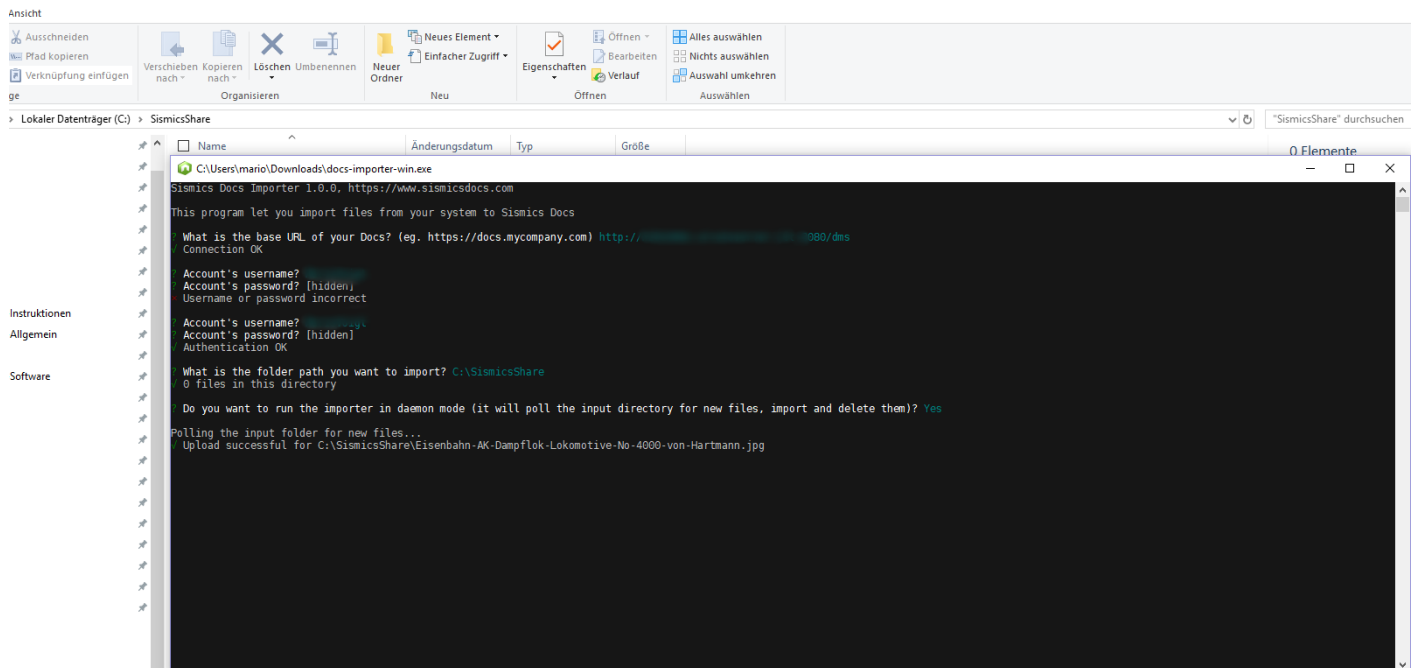 Ansicht
Ausschneiden
Pfad kopieren
Verknüpfung einfügen
Verschieben nach
Kopieren nach
Löschen
Umbenennen
Neuer Ordner
Neues Element
Einfacher Zugriff
Eigenschaften
Öffnen
Bearbeiten
Verlauf
Alles auswählen
Nichts auswählen
Auswahl umkehren
ge
Organisieren
Neu
Öffnen
Auswählen
› Lokaler Datenträger (C:) › SismicsShare
"SismicsShare" durchsuchen
Name Änderungsdatum Typ Größe
0 Elemente
Instruktionen
Allgemein
Software
C:\Users\mario\Downloads\docs-importer-win.exe
Sismics Docs Importer 1.0.0, https://www.sismicsdocs.com
This program let you import files from your system to Sismics Docs
? What is the base URL of your Docs? (eg. https://docs.mycompany.com) http:// 080/dms
√ Connection OK
? Account's username?
? Account's password? [hidden]
Username or password incorrect
? Account's username?
? Account's password? [hidden]
√ Authentication OK
? What is the folder path you want to import? C:\SismicsShare
√ 0 files in this directory
? Do you want to run the importer in daemon mode (it will poll the input directory for new files, import and delete them)? Yes
Polling the input folder for new files...
√ Upload successful for C:\SismicsShare\Eisenbahn-AK-Dampflok-Lokomotive-No-4000-von-Hartmann.jpg